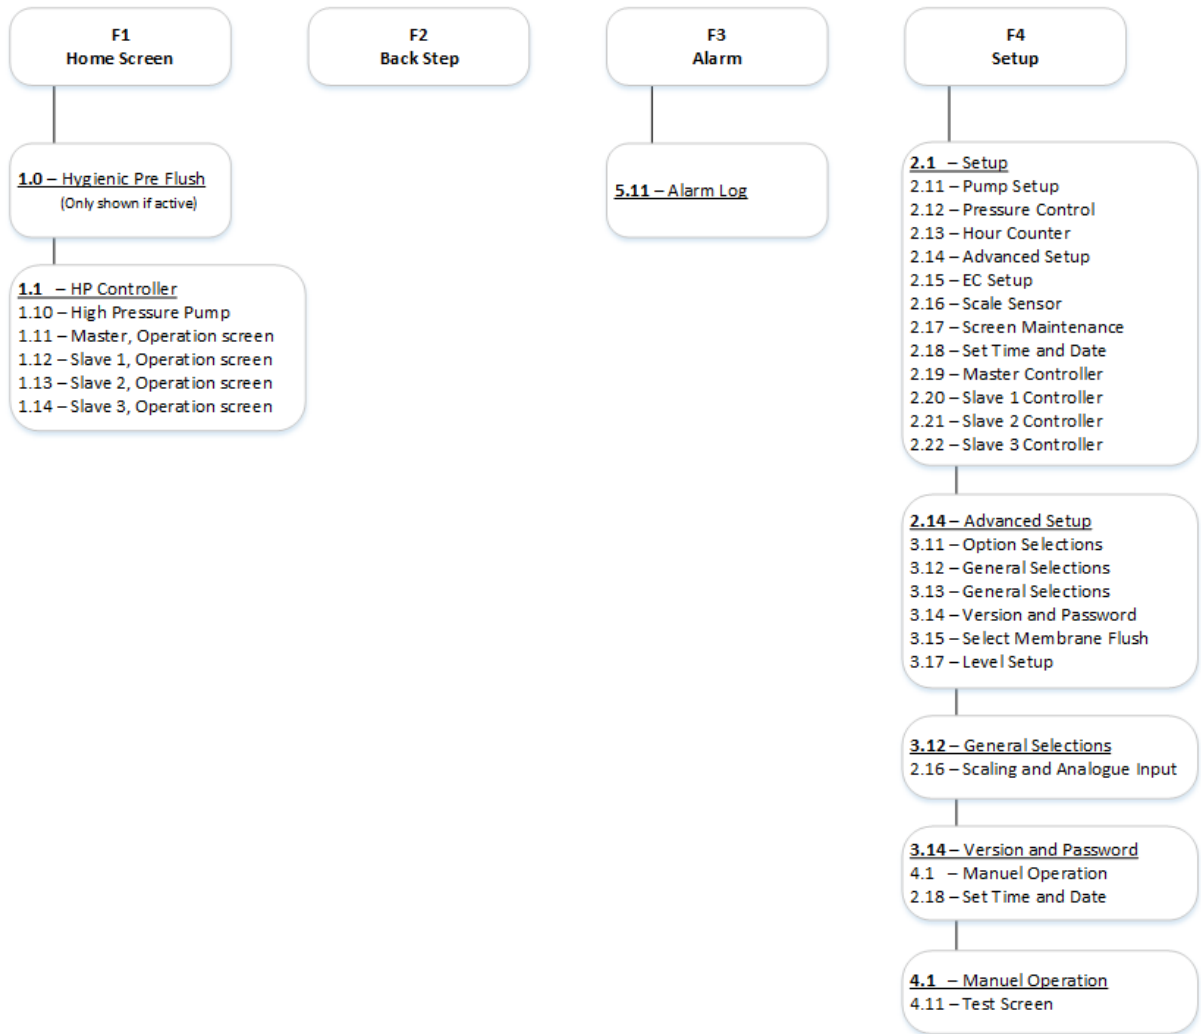 F1
Home Screen
F2
Back Step
F3
Alarm
F4
Setup
1.0 – Hygienic Pre Flush
(Only shown if active)
1.1 – HP Controller
1.10 – High Pressure Pump
1.11 – Master, Operation screen
1.12 – Slave 1, Operation screen
1.13 – Slave 2, Operation screen
1.14 – Slave 3, Operation screen
5.11 – Alarm Log
2.1 – Setup
2.11 – Pump Setup
2.12 – Pressure Control
2.13 – Hour Counter
2.14 – Advanced Setup
2.15 – EC Setup
2.16 – Scale Sensor
2.17 – Screen Maintenance
2.18 – Set Time and Date
2.19 – Master Controller
2.20 – Slave 1 Controller
2.21 – Slave 2 Controller
2.22 – Slave 3 Controller
2.14 – Advanced Setup
3.11 – Option Selections
3.12 – General Selections
3.13 – General Selections
3.14 – Version and Password
3.15 – Select Membrane Flush
3.17 – Level Setup
3.12 – General Selections
2.16 – Scaling and Analogue Input
3.14 – Version and Password
4.1 – Manuel Operation
2.18 – Set Time and Date
4.1 – Manuel Operation
4.11 – Test Screen